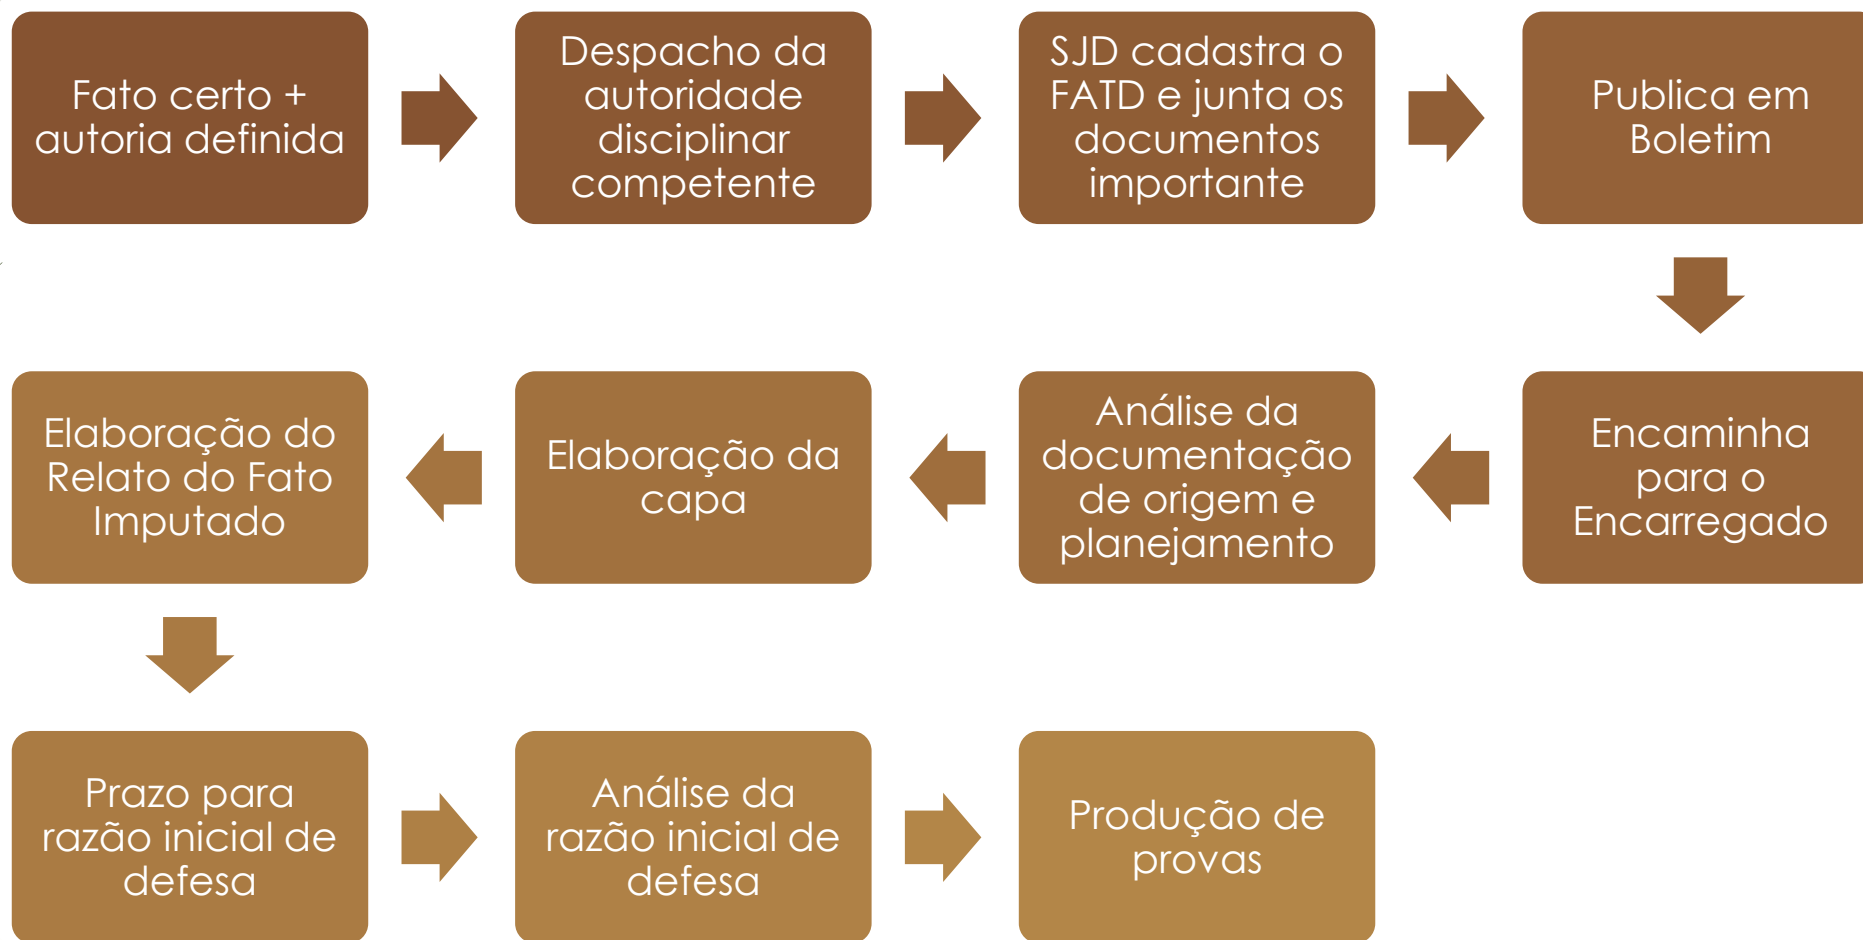 Fato certo +
autoria definida
Despacho da
autoridade
disciplinar
competente
SJD cadastra o
FATD e junta os
documentos
importante
Publica em
Boletim
Encaminha
para o
Encarregado
Análise da
documentação
de origem e
planejamento
Elaboração da
capa
Elaboração do
Relato do Fato
Imputado
Prazo para
razão inicial de
defesa
Análise da
razão inicial de
defesa
Produção de
provas